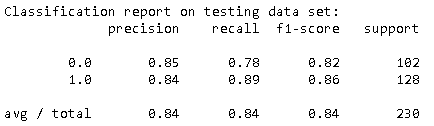 Classification report on testing data set:
precision recall f1-score support
0.0 0.85 0.78 0.82 102
1.0 0.84 0.89 0.86 128
avg / total 0.84 0.84 0.84 230